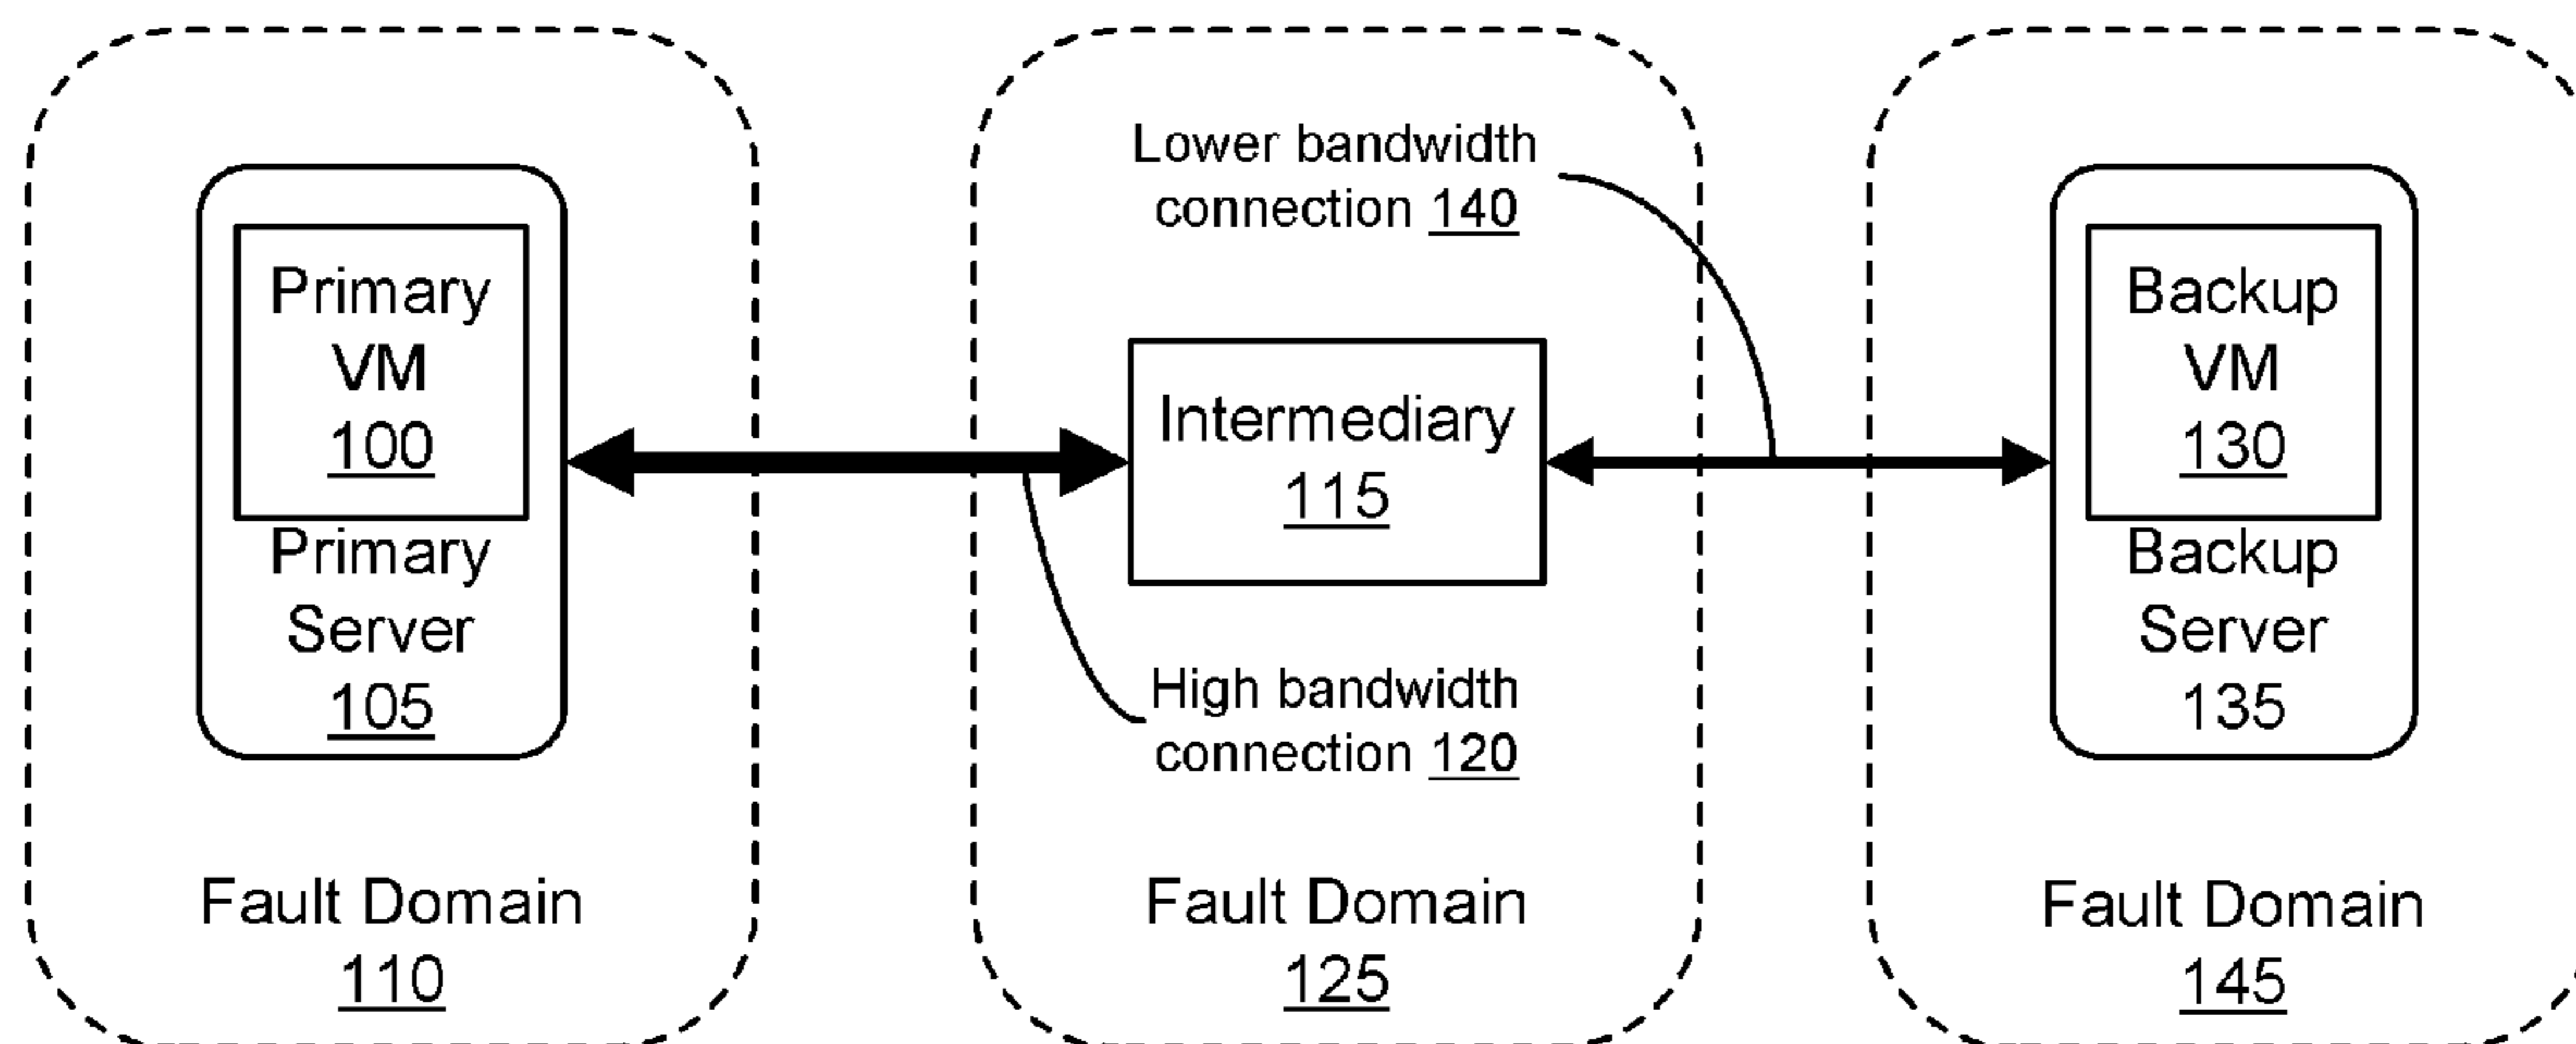 Primary
VM
100
Primary
Server
105
Fault Domain
110
Lower bandwidth
connection 140
Intermediary
115
High bandwidth
connection 120
Fault Domain
125
Backup
VM
130
Backup
Server
135
Fault Domain
145